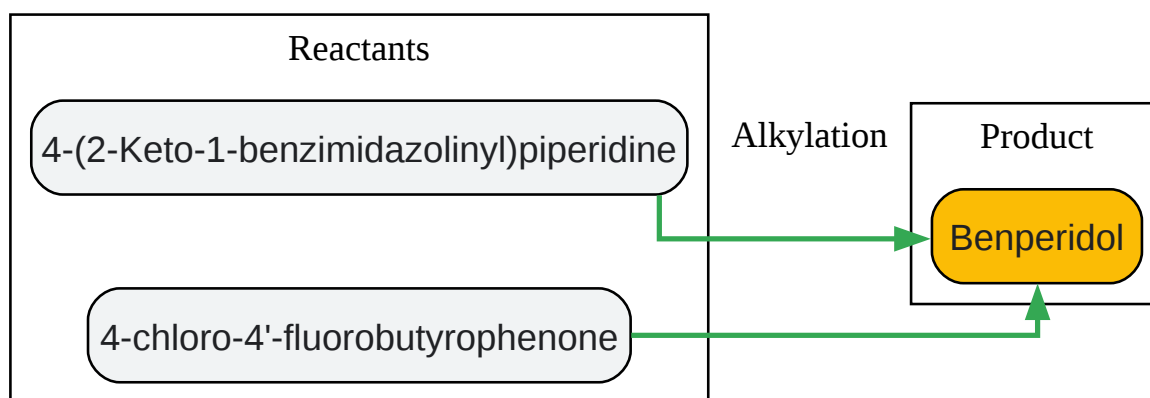 Reactants
4-(2-Keto-1-benzimidazolinyl)piperidine
Alkylation
Product
Benperidol
4-chloro-4'-fluorobutyrophenone